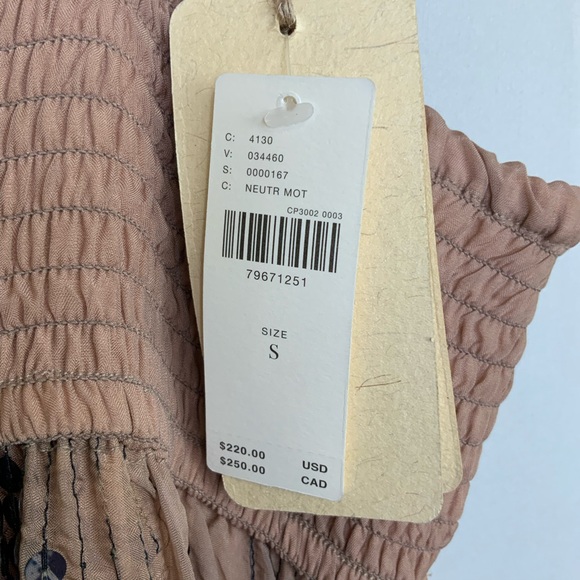 C: 4130
V: 034460
S: 0000167
C: NEUTR MOT
CP3002 0003
79671251
SIZE
S
$220.00 USD
$250.00 CAD